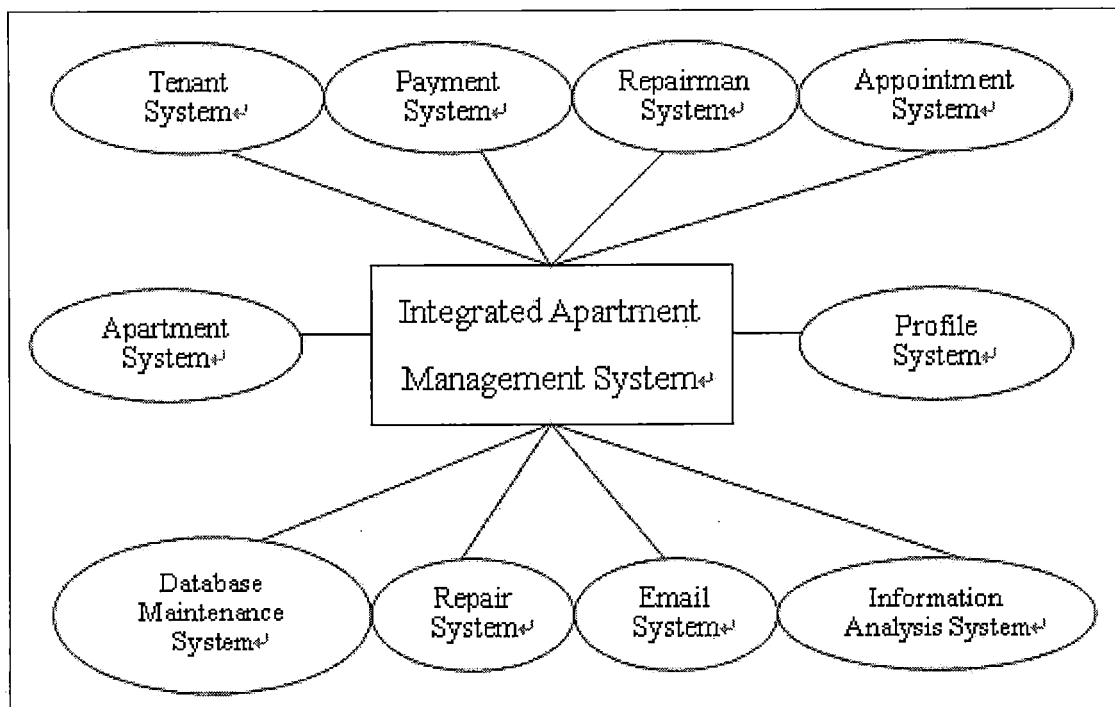 Tenant
System↵
Payment
System↵
Repairman
System↵
Appointment
System↵
Apartment
System↵
Integrated Apartment
Management System↵
Profile
System↵
Database
Maintenance
System↵
Repair
System↵
Email
System↵
Information
Analysis System↵